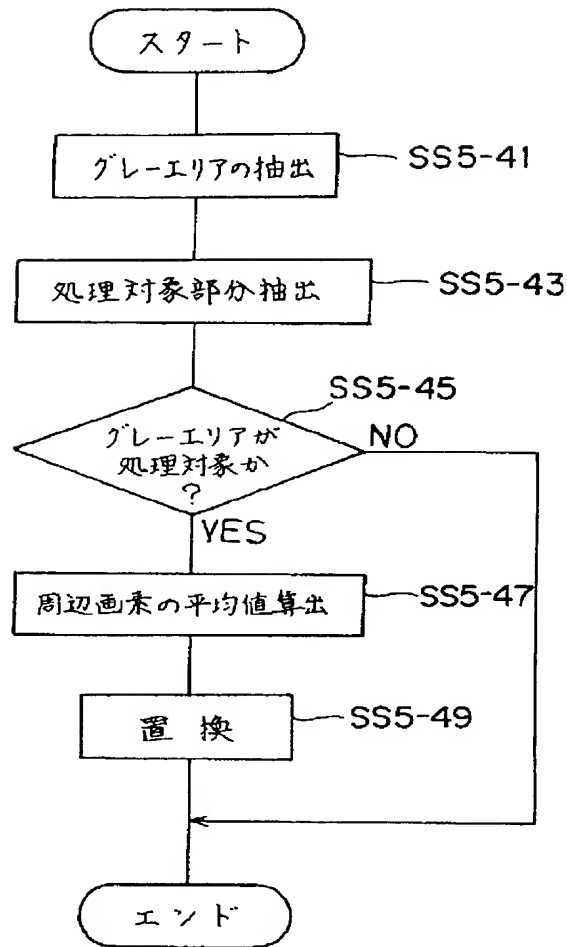 スタート
グレーエリアの抽出
SS5-41
処理対象部分抽出
SS5-43
SS5-45
グレーエリアが
処理対象か
?
NO
YES
周辺画素の平均値算出
SS5-47
置換
SS5-49
エンド